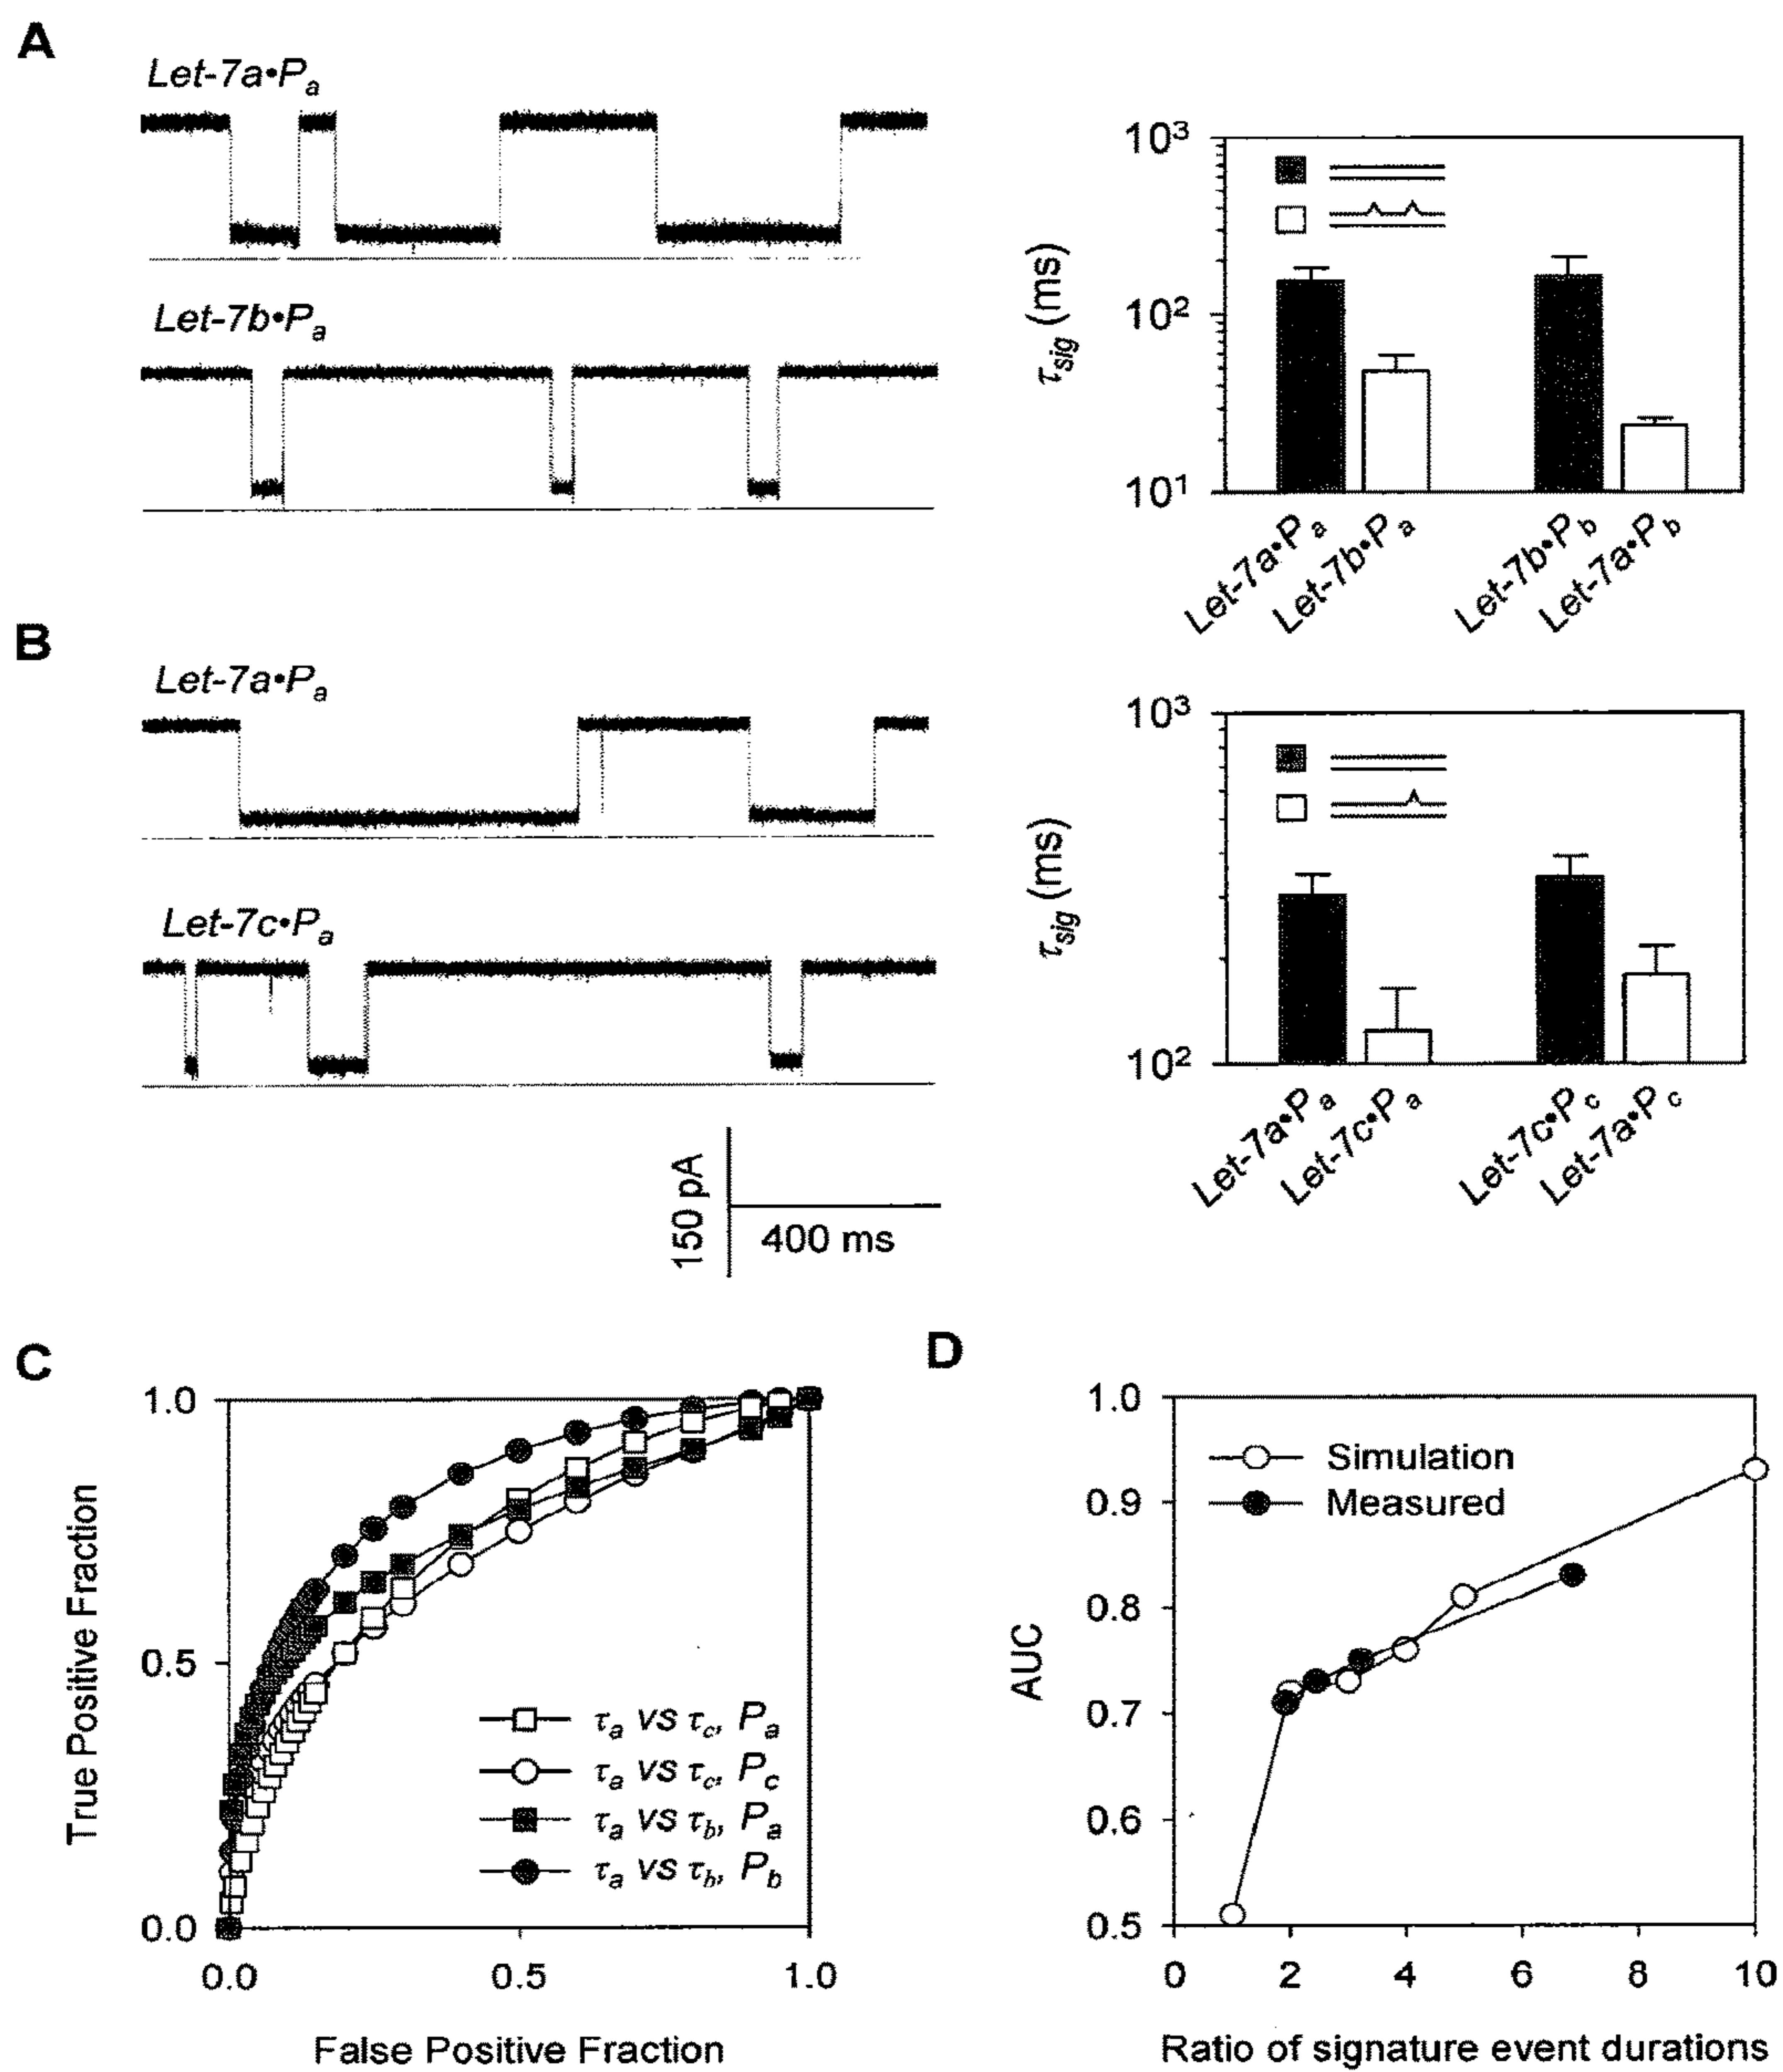 A
Let-7a•Pa
Let-7b•Pa
10³
10²
10¹
τsig (ms)
Let-7a•Pa
Let-7b•Pa
Let-7b•Pb
Let-7a•Pb
B
Let-7a•Pa
Let-7c•Pa
150 pA
400 ms
10³
10²
τsig (ms)
Let-7a•Pa
Let-7c•Pa
Let-7c•Pc
Let-7a•Pc
C
1.0
0.5
0.0
True Positive Fraction
τa vs τc, Pa
τa vs τc, Pc
τa vs τb, Pa
τa vs τb, Pb
0.0 0.5 1.0
False Positive Fraction
D
1.0
0.9
0.8
0.7
0.6
0.5
AUC
Simulation
Measured
0 2 4 6 8 10
Ratio of signature event durations